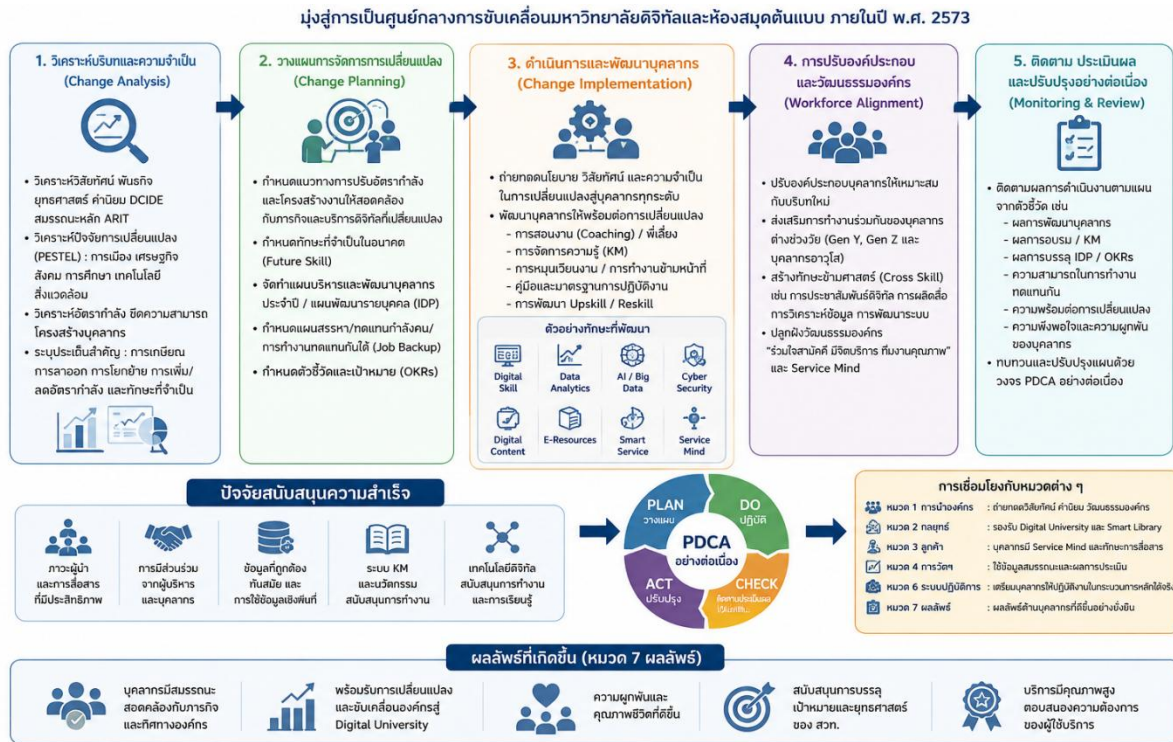 มุ่งสู่การเป็นศูนย์กลางการขับเคลื่อนมหาวิทยาลัยดิจิทัลและห้องสมุดต้นแบบ ภายในปี พ.ศ. 2573
1. วิเคราะห์บริบทและความจำเป็น
(Change Analysis)
• วิเคราะห์วิสัยทัศน์ พันธกิจ
ยุทธศาสตร์ ค่านิยม DCIDE
สมรรถนะหลัก ARIT
• วิเคราะห์ปัจจัยการเปลี่ยนแปลง
(PESTEL) : การเมือง เศรษฐกิจ
สังคม การศึกษา เทคโนโลยี
สิ่งแวดล้อม
• วิเคราะห์อัตรากำลัง ขีดความสามารถ
โครงสร้างบุคลากร
• ระบุประเด็นสำคัญ : การเกษียณ
การลาออก การโยกย้าย การเพิ่ม/
ลดอัตรากำลัง และทักษะที่จำเป็น
2. วางแผนการจัดการการเปลี่ยนแปลง
(Change Planning)
• กำหนดแนวทางการปรับอัตรากำลัง
และโครงสร้างงานให้สอดคล้อง
กับภารกิจและบริการดิจิทัลที่เปลี่ยนแปลง
• กำหนดทักษะที่จำเป็นในอนาคต
(Future Skill)
• จัดทำแผนบริหารและพัฒนาบุคลากร
ประจำปี / แผนพัฒนารายบุคคล (IDP)
• กำหนดแผนสรรหา/ทดแทนกำลังคน/
การทำงานทดแทนกันได้ (Job Backup)
• กำหนดตัวชี้วัดและเป้าหมาย (OKRs)
3. ดำเนินการและพัฒนาบุคลากร
(Change Implementation)
• ถ่ายทดดนโยบาย วิสัยทัศน์ และความจำเป็น
ในการเปลี่ยนแปลงสู่บุคลากรทุกระดับ
• พัฒนาบุคลากรให้พร้อมต่อการเปลี่ยนแปลง
- การสอนงาน (Coaching) / พี่เลี้ยง
- การจัดการความรู้ (KM)
- การหมุนเวียนงาน / การทำงานข้ามหน้าที่
- คู่มือและมาตรฐานการปฏิบัติงาน
- การพัฒนา Upskill / Reskill
ตัวอย่างทักษะที่พัฒนา
Digital Skill
Data Analytics
AI / Big Data
Cyber Security
Digital Content
E-Resources
Smart Service
Service Mind
4. การปรับองค์ประกอบ
และวัฒนธรรมองค์กร
(Workforce Alignment)
• ปรับองค์ประกอบบุคลากรให้เหมาะสม
กับบริบทใหม่
• ส่งเสริมการทำงานร่วมกันของบุคลากร
ต่างช่วงวัย (Gen Y, Gen Z และ
บุคลากรอาวุโส)
• สร้างทักษะข้ามศาสตร์ (Cross Skill)
เช่น การประชาสัมพันธ์ดิจิทัล การผลิตสื่อ
การวิเคราะห์ข้อมูล การพัฒนาระบบ
• ปลูกฝังวัฒนธรรมองค์กร
“ร่วมใจสามัคคี มีจิตบริการ ทีมงานคุณภาพ”
และ Service Mind
5. ติดตาม ประเมินผล
และปรับปรุงอย่างต่อเนื่อง
(Monitoring & Review)
• ติดตามผลการดำเนินงานตามแผน
จากตัวชี้วัด เช่น
• ผลการพัฒนาบุคลากร
• ผลการอบรม / KM
• ผลการบรรลุ IDP / OKRs
• ความสามารถในการทำงาน
ทดแทนกัน
• ความพร้อมต่อการเปลี่ยนแปลง
• ความพึงพอใจและความผูกพัน
ของบุคลากร
• ทบทวนและปรับปรุงแผนด้วย
วงจร PDCA อย่างต่อเนื่อง
ปัจจัยสนับสนุนความสำเร็จ
ภาวะผู้นำ
และการสื่อสาร
ที่มีประสิทธิภาพ
การมีส่วนร่วม
จากผู้บริหาร
และบุคลากร
ข้อมูลที่ถูกต้อง
ทันสมัย และ
การใช้ข้อมูลเชิงพื้นที่
ระบบ KM
และนวัตกรรม
สนับสนุนการทำงาน
เทคโนโลยีดิจิทัล
สนับสนุนการทำงาน
และการเรียนรู้
PLAN
วางแผน
DO
ปฏิบัติ
PDCA
อย่างต่อเนื่อง
ACT
ปรับปรุง
CHECK
ติดตามประเมินผล
การเชื่อมโยงกับหมวดต่าง ๆ
หมวด 1 การนำองค์กร : ถ่ายทดดวิสัยทัศน์ ค่านิยม วัฒนธรรมองค์กร
หมวด 2 กลยุทธ์ : รองรับ Digital University และ Smart Library
หมวด 3 ลูกค้า : บุคลากรมี Service Mind และทักษะการสื่อสาร
หมวด 4 การวัดฯ : ใช้ข้อมูลสมรรถนะและผลการประเมิน
หมวด 6 ระบบปฏิบัติการ : เตรียมบุคลากรให้ปฏิบัติงานในกระบวนการหลักได้จริง
หมวด 7 ผลลัพธ์ : ผลลัพธ์ด้านบุคลากรที่ดีขึ้นอย่างยั่งยืน
ผลลัพธ์ที่เกิดขึ้น (หมวด 7 ผลลัพธ์)
บุคลากรมีสมรรถนะ
สอดคล้องกับภารกิจ
และทิศทางองค์กร
พร้อมรับการเปลี่ยนแปลง
และขับเคลื่อนองค์กรสู่
Digital University
ความผูกพันและ
คุณภาพชีวิตที่ดีขึ้น
สนับสนุนการบรรลุ
เป้าหมายและยุทธศาสตร์
ของ สวท.
บริการมีคุณภาพสูง
ตอบสนองความต้องการ
ของผู้ใช้บริการ